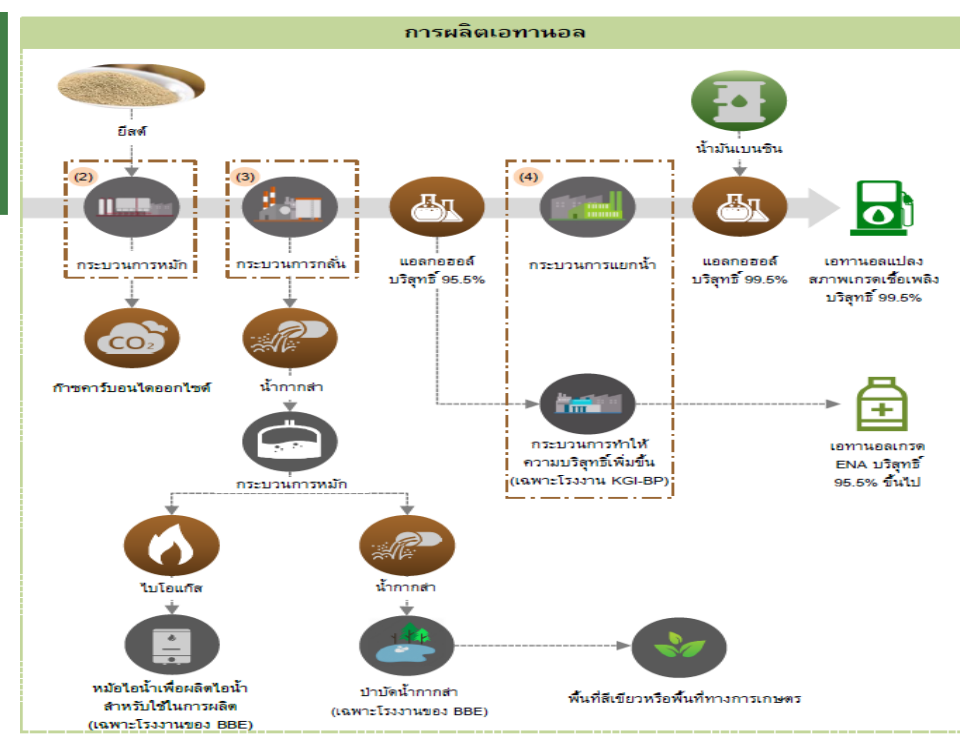 การผลิตเอทานอล
ยีสต์
น้ำมันเบนซิน
(2)
(3)
(4)
กระบวนการหมัก
กระบวนการกลั่น
แอลกอฮอล์
บริสุทธิ์ 95.5%
กระบวนการแยกน้ำ
แอลกอฮอล์
บริสุทธิ์ 99.5%
เอทานอลแปลง
สภาพเกรดเชื้อเพลิง
บริสุทธิ์ 99.5%
CO2
ก๊าซคาร์บอนไดออกไซต์
น้ำกากส่า
กระบวนการหมัก
กระบวนการทำให้
ความบริสุทธิ์เพิ่มขึ้น
(เฉพาะโรงงาน KGI-BP)
เอทานอลเกรด
ENA บริสุทธิ์
95.5% ขึ้นไป
ไบโอแก๊ส
น้ำกากส่า
หม้อไอน้ำเพื่อผลิตไอน้ำ
สำหรับใช้ในการผลิต
(เฉพาะโรงงานของ BBE)
บำบัดน้ำกากส่า
(เฉพาะโรงงานของ BBE)
พื้นที่สีเขียวหรือพื้นที่ทางการเกษตร